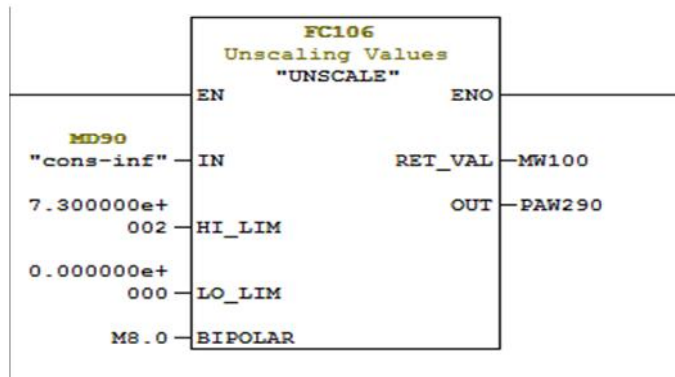 FC106
Unscaling Values
"UNSCALE"
EN ENO
MD90
"cons-inf" IN RET_VAL MW100
7.300000e+ OUT PAW290
002 HI_LIM
0.000000e+
000 LO_LIM
M8.0 BIPOLAR